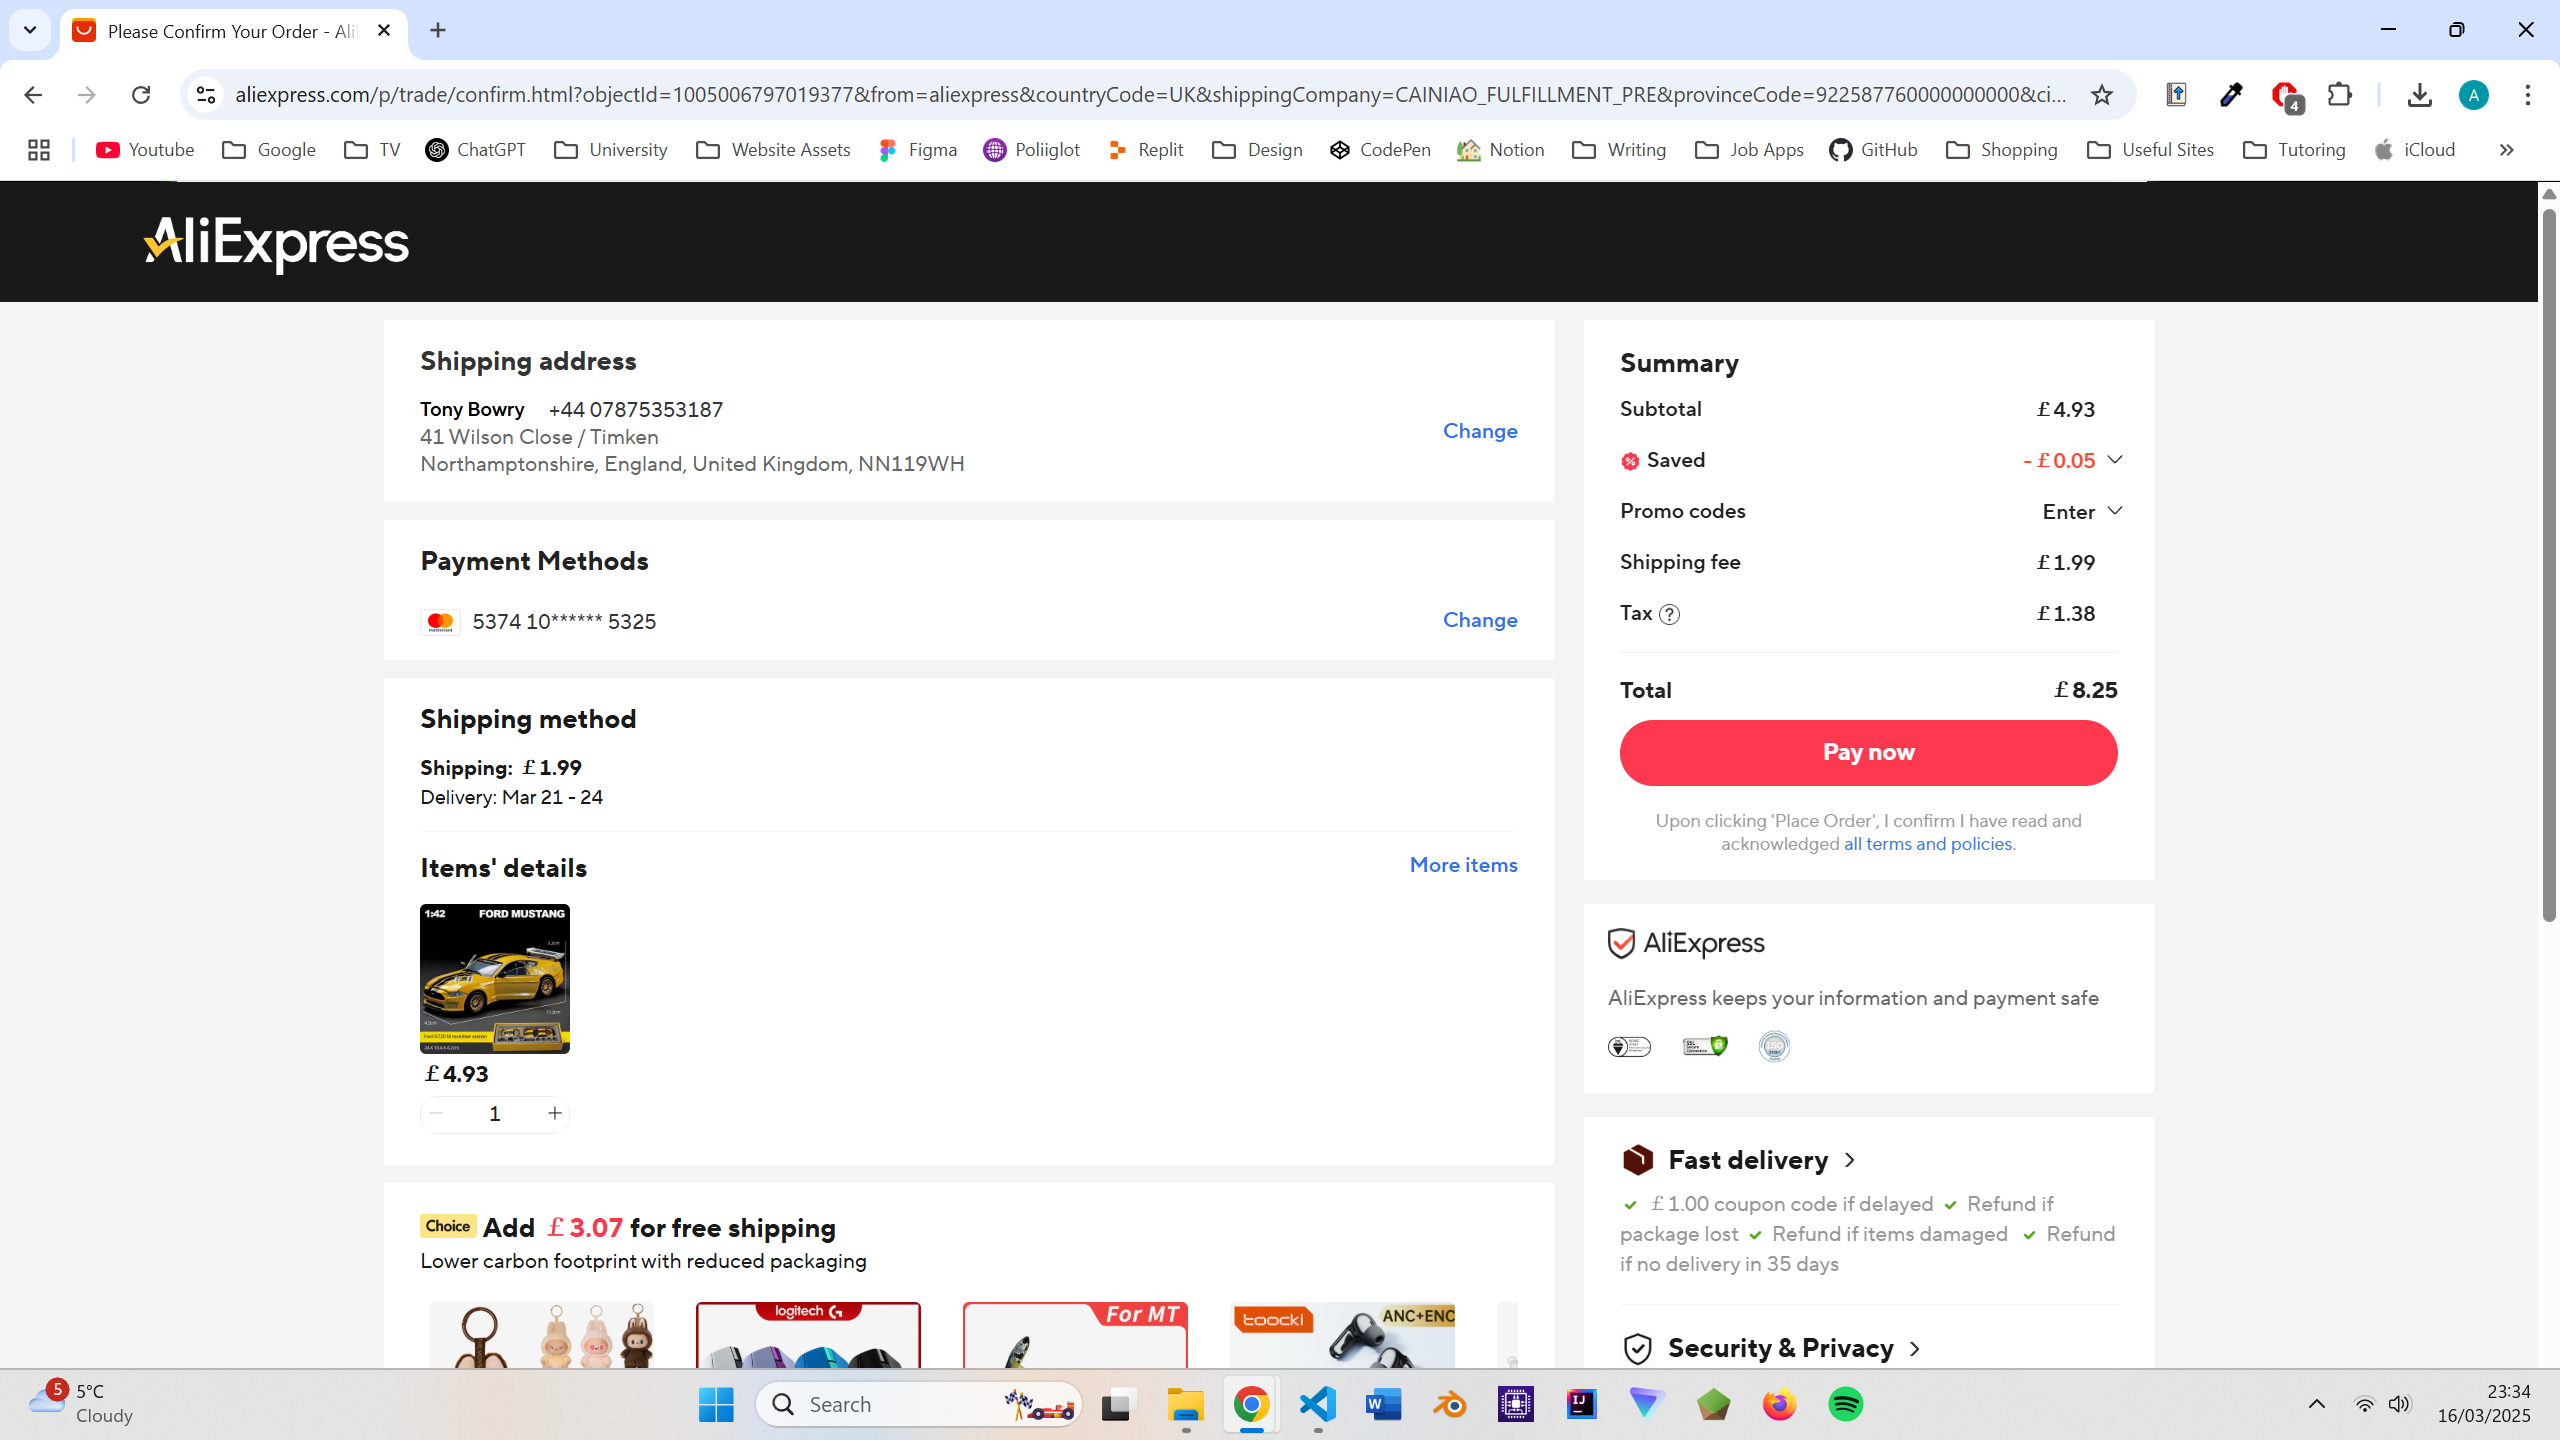 Please Confirm Your Order - Ali
aliexpress.com/p/trade/confirm.html?objectId=1005006797019377&from=aliexpress&countryCode=UK&shippingCompany=CAINIAO_FULFILLMENT_PRE&provinceCode=922587760000000000&ci...
4
A
Youtube
Google
TV
ChatGPT
University
Website Assets
Figma
Poliiglot
Replit
Design
CodePen
Notion
Writing
Job Apps
GitHub
Shopping
Useful Sites
Tutoring
iCloud
AliExpress
Shipping address
Tony Bowry +44 07875353187
41 Wilson Close / Timken
Northamptonshire, England, United Kingdom, NN119WH
Change
Payment Methods
5374 10****** 5325
Change
Shipping method
Shipping: £1.99
Delivery: Mar 21 - 24
Items' details
More items
1:42 FORD MUSTANG
£4.93
1
Choice Add £3.07 for free shipping
Lower carbon footprint with reduced packaging
logitech G
For MT
toocki
ANC+ENC
Summary
Subtotal £4.93
Saved -£0.05
Promo codes Enter
Shipping fee £1.99
Tax ? £1.38
Total £8.25
Pay now
Upon clicking 'Place Order', I confirm I have read and
acknowledged all terms and policies.
AliExpress
AliExpress keeps your information and payment safe
Fast delivery
£1.00 coupon code if delayed Refund if
package lost Refund if items damaged Refund
if no delivery in 35 days
Security & Privacy
5
5°C
Cloudy
Search
23:34
16/03/2025